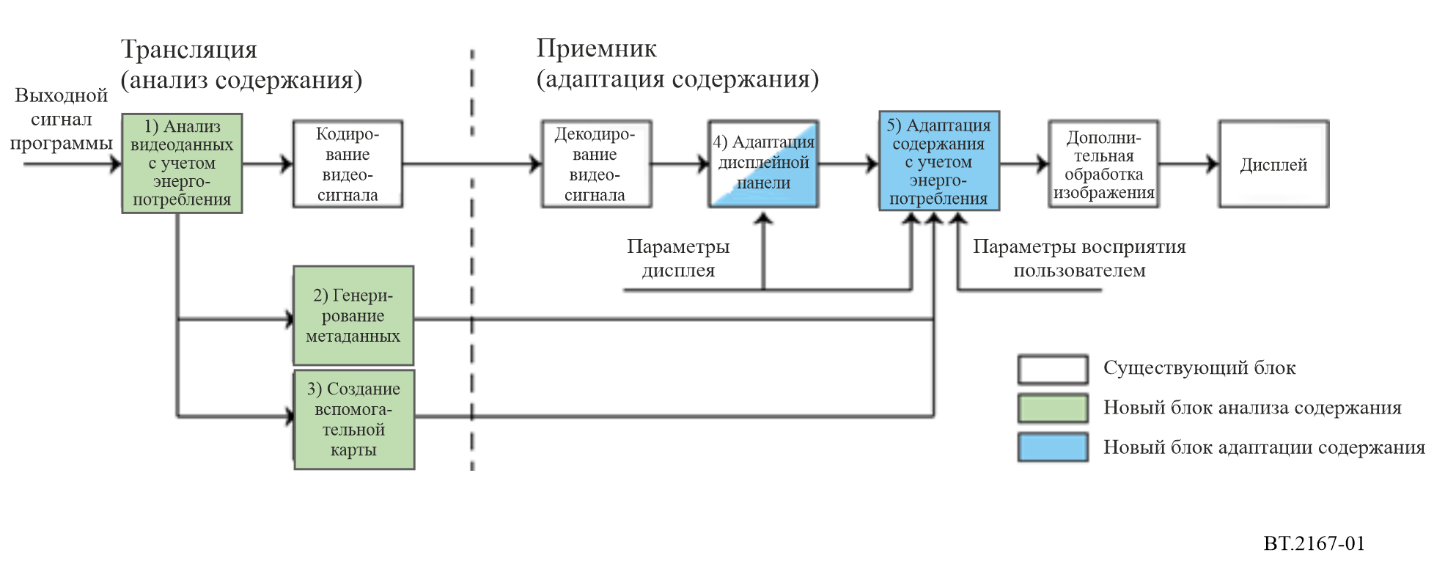 Трансляция
(анализ содержания)
Приемник
(адаптация содержания)
Выходной
сигнал
программы
1) Анализ
видеоданных
с учетом
энерго-
потребления
Кодиро-
вание
видео-
сигнала
Декодиро-
вание
видео-
сигнала
4) Адаптация
дисплейной
панели
5) Адаптация
содержания
с учетом
энерго-
потребления
Дополни-
тельная
обработка
изображения
Дисплей
Параметры
дисплея
Параметры восприятия
пользователем
2) Генери-
рование
метаданных
3) Создание
вспомога-
тельной
карты
Существующий блок
Новый блок анализа содержания
Новый блок адаптации содержания
BT.2167-01